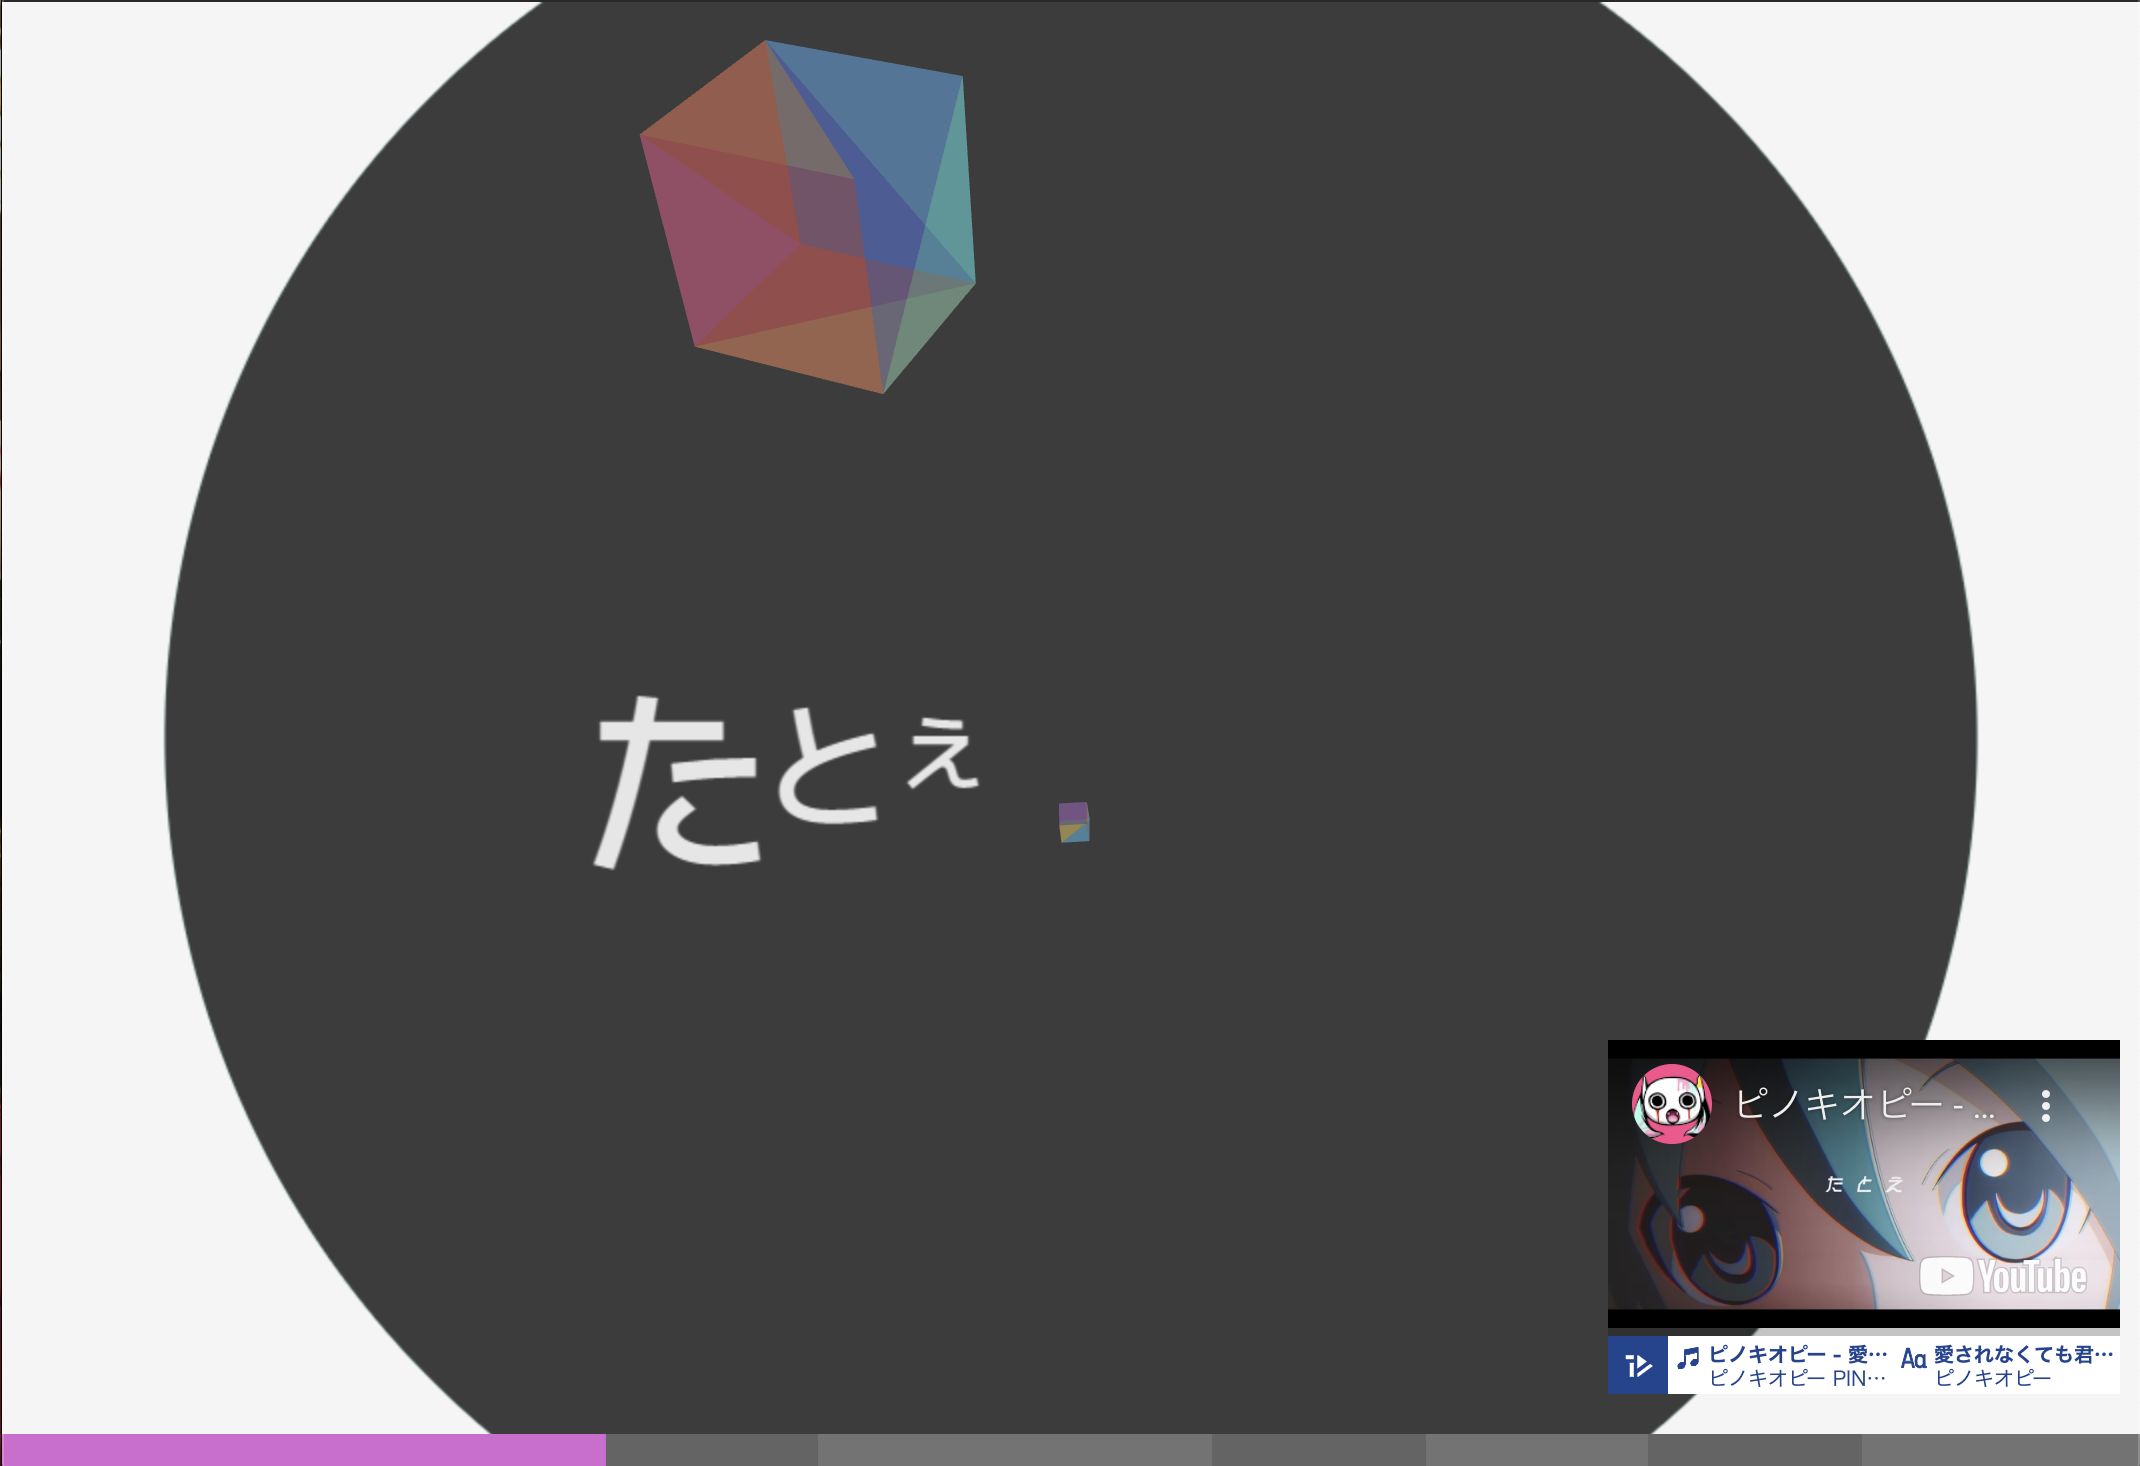 たとえ
ピノキオピー - ...
たとえ
YouTube
ピノキオピー - 愛…
ピノキオピー PIN…
Aa 愛されなくても君…
ピノキオピー